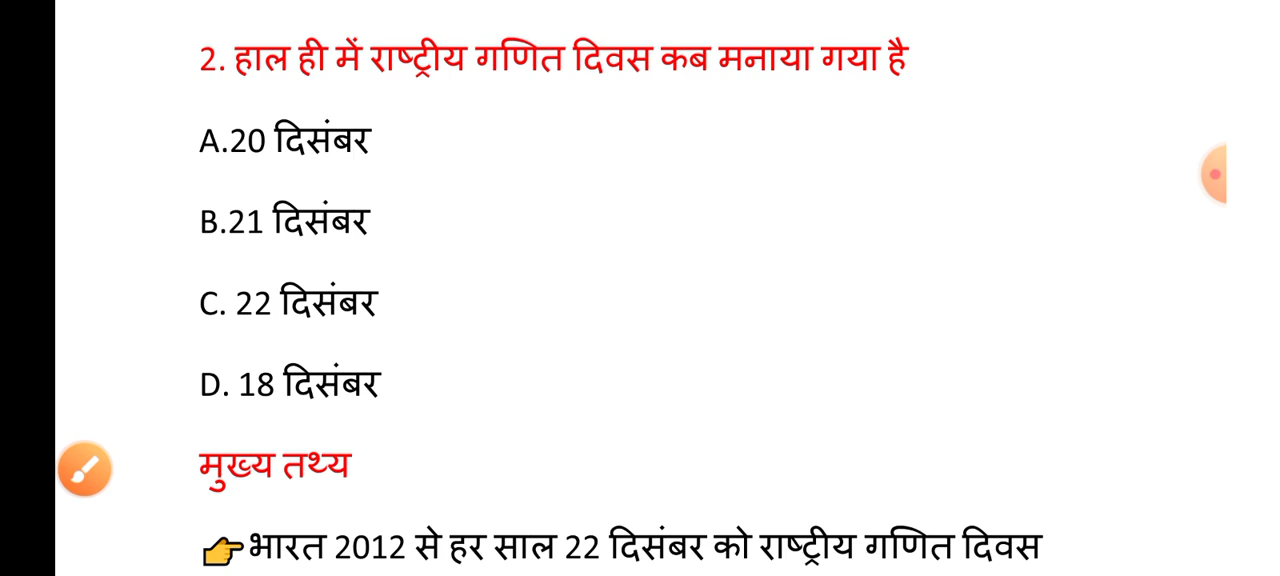 2. हाल ही में राष्ट्रीय गणित दिवस कब मनाया गया है
A.20 दिसंबर
B.21 दिसंबर
C. 22 दिसंबर
D. 18 दिसंबर
मुख्य तथ्य
👉भारत 2012 से हर साल 22 दिसंबर को राष्ट्रीय गणित दिवस